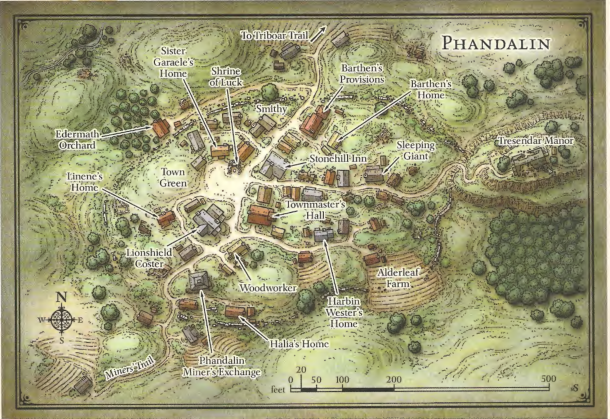 PHANDALIN
To Triboar Trail
Sister
Garaele's
Home
Shrine
of Luck
Smithy
Barthen's
Provisions
Barthen's
Home
Edermath
Orchard
Stonehill Inn
Sleeping
Giant
Tresendar Manor
Town
Green
Linene's
Home
Townmaster's
Hall
Lionshield
Coster
Woodworker
Harbin
Wester's
Home
Alderleaf
Farm
N
W
E
S
Halia's Home
Phandalin
Miner's Exchange
Miners' Trail
feet
0
20
50
100
200
500